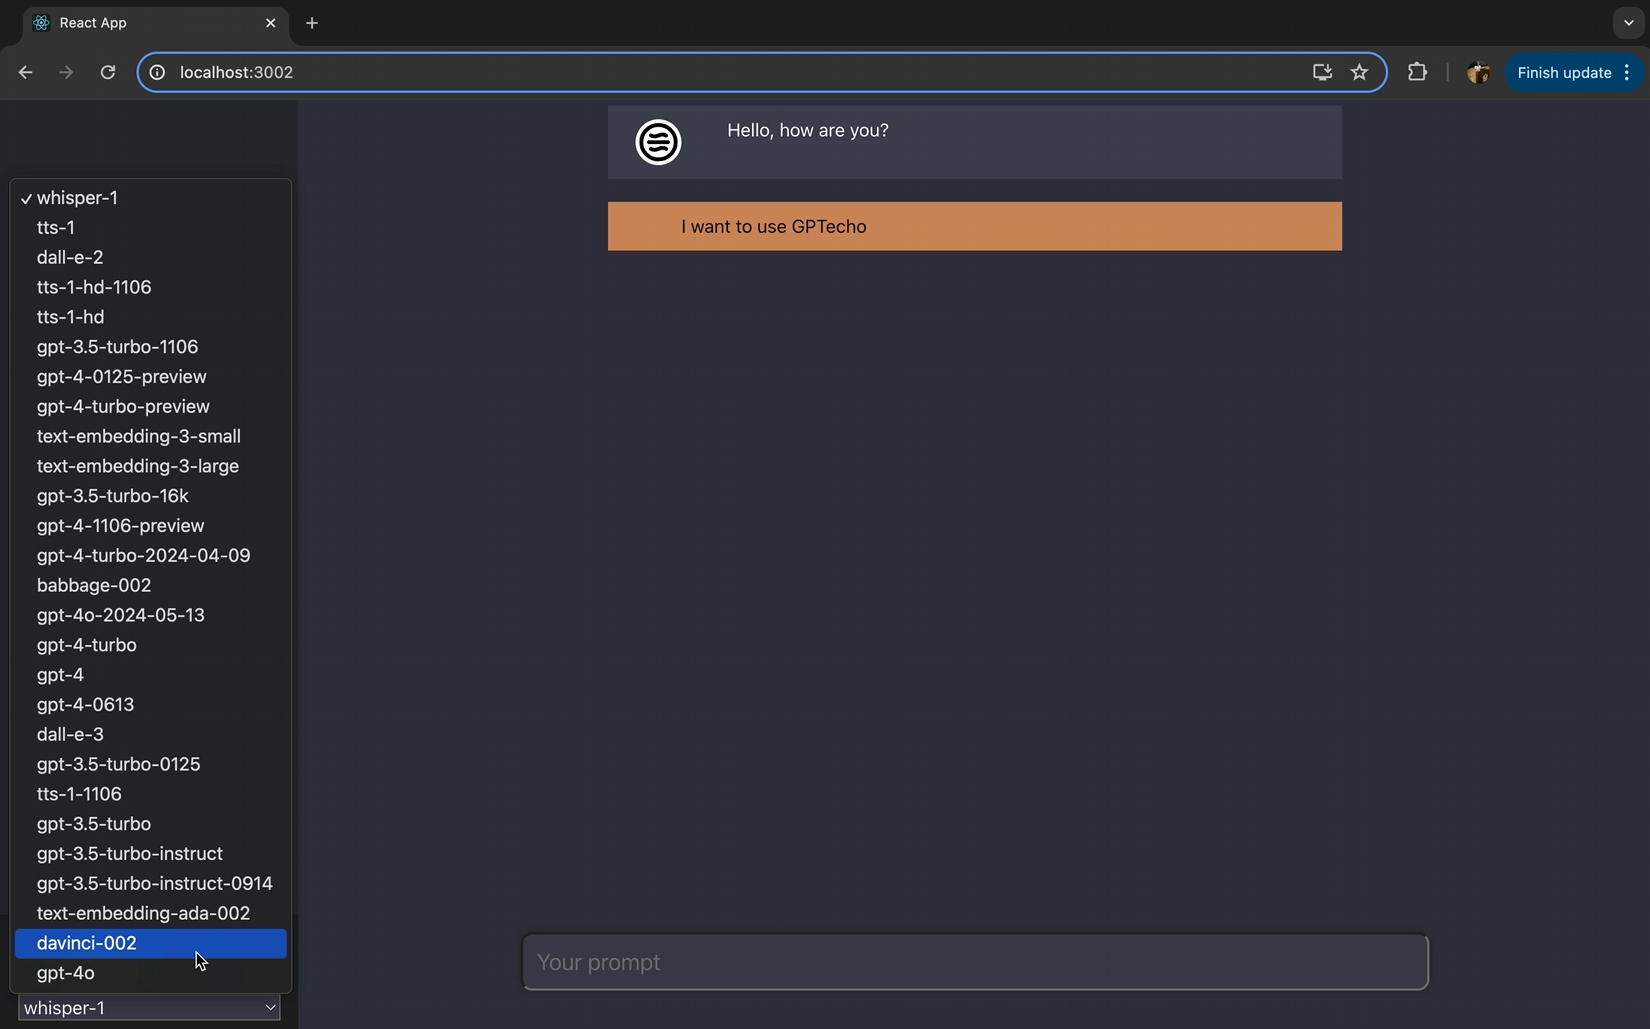 React App
localhost:3002
Finish update
Hello, how are you?
I want to use GPTecho
whisper-1
tts-1
dall-e-2
tts-1-hd-1106
tts-1-hd
gpt-3.5-turbo-1106
gpt-4-0125-preview
gpt-4-turbo-preview
text-embedding-3-small
text-embedding-3-large
gpt-3.5-turbo-16k
gpt-4-1106-preview
gpt-4-turbo-2024-04-09
babbage-002
gpt-4o-2024-05-13
gpt-4-turbo
gpt-4
gpt-4-0613
dall-e-3
gpt-3.5-turbo-0125
tts-1-1106
gpt-3.5-turbo
gpt-3.5-turbo-instruct
gpt-3.5-turbo-instruct-0914
text-embedding-ada-002
davinci-002
gpt-4o
whisper-1
Your prompt